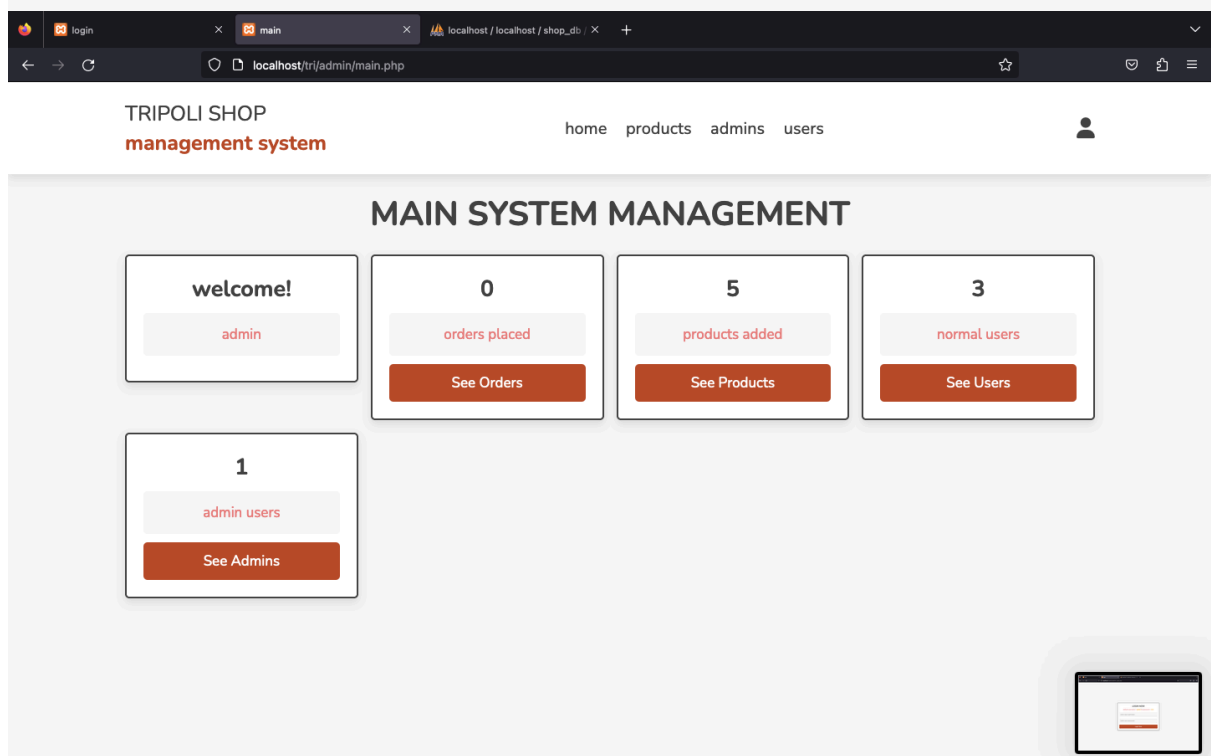 login
main
localhost / localhost / shop_db /
localhost/tri/admin/main.php
TRIPOLI SHOP
management system
home products admins users
MAIN SYSTEM MANAGEMENT
welcome!
admin
0
orders placed
See Orders
5
products added
See Products
3
normal users
See Users
1
admin users
See Admins